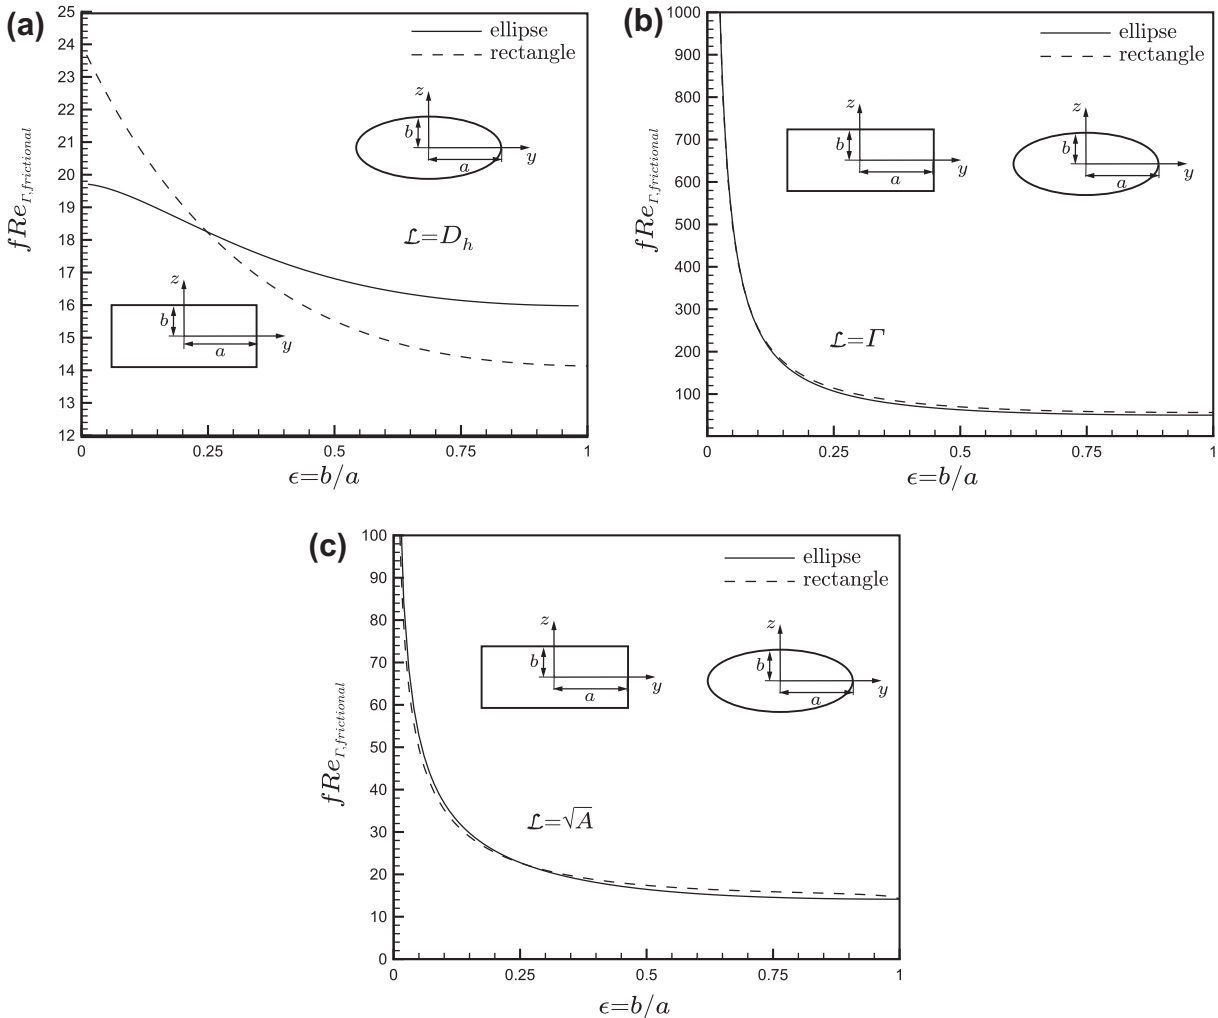 (a)
25
24
23
22
21
20
19
18
17
16
15
14
13
12
0
0.25
0.5
0.75
1
fRe_{Γ,frictional}
ϵ=b/a
ellipse
rectangle
z
b
a
y
ℒ=D_h
z
b
a
y
(b)
1000
900
800
700
600
500
400
300
200
100
0
0.25
0.5
0.75
1
fRe_{Γ,frictional}
ϵ=b/a
ellipse
rectangle
z
b
a
y
z
b
a
y
ℒ=Γ
(c)
100
90
80
70
60
50
40
30
20
10
0
0
0.25
0.5
0.75
1
fRe_{Γ,frictional}
ϵ=b/a
ellipse
rectangle
z
b
a
y
z
b
a
y
ℒ=√A